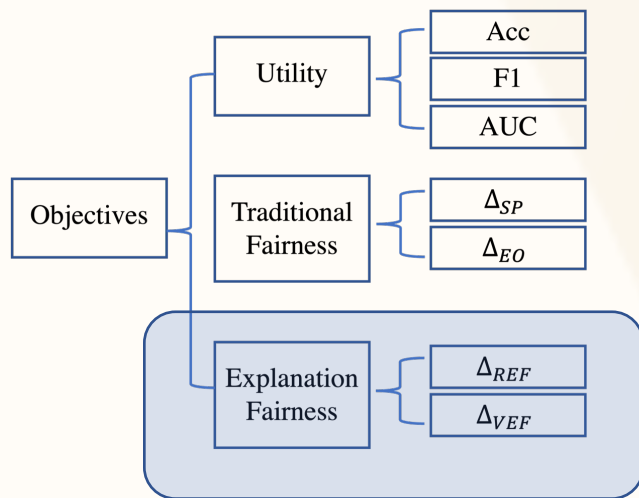 Objectives
Utility
Acc
F1
AUC
Traditional
Fairness
Δ_SP
Δ_EO
Explanation
Fairness
Δ_REF
Δ_VEF